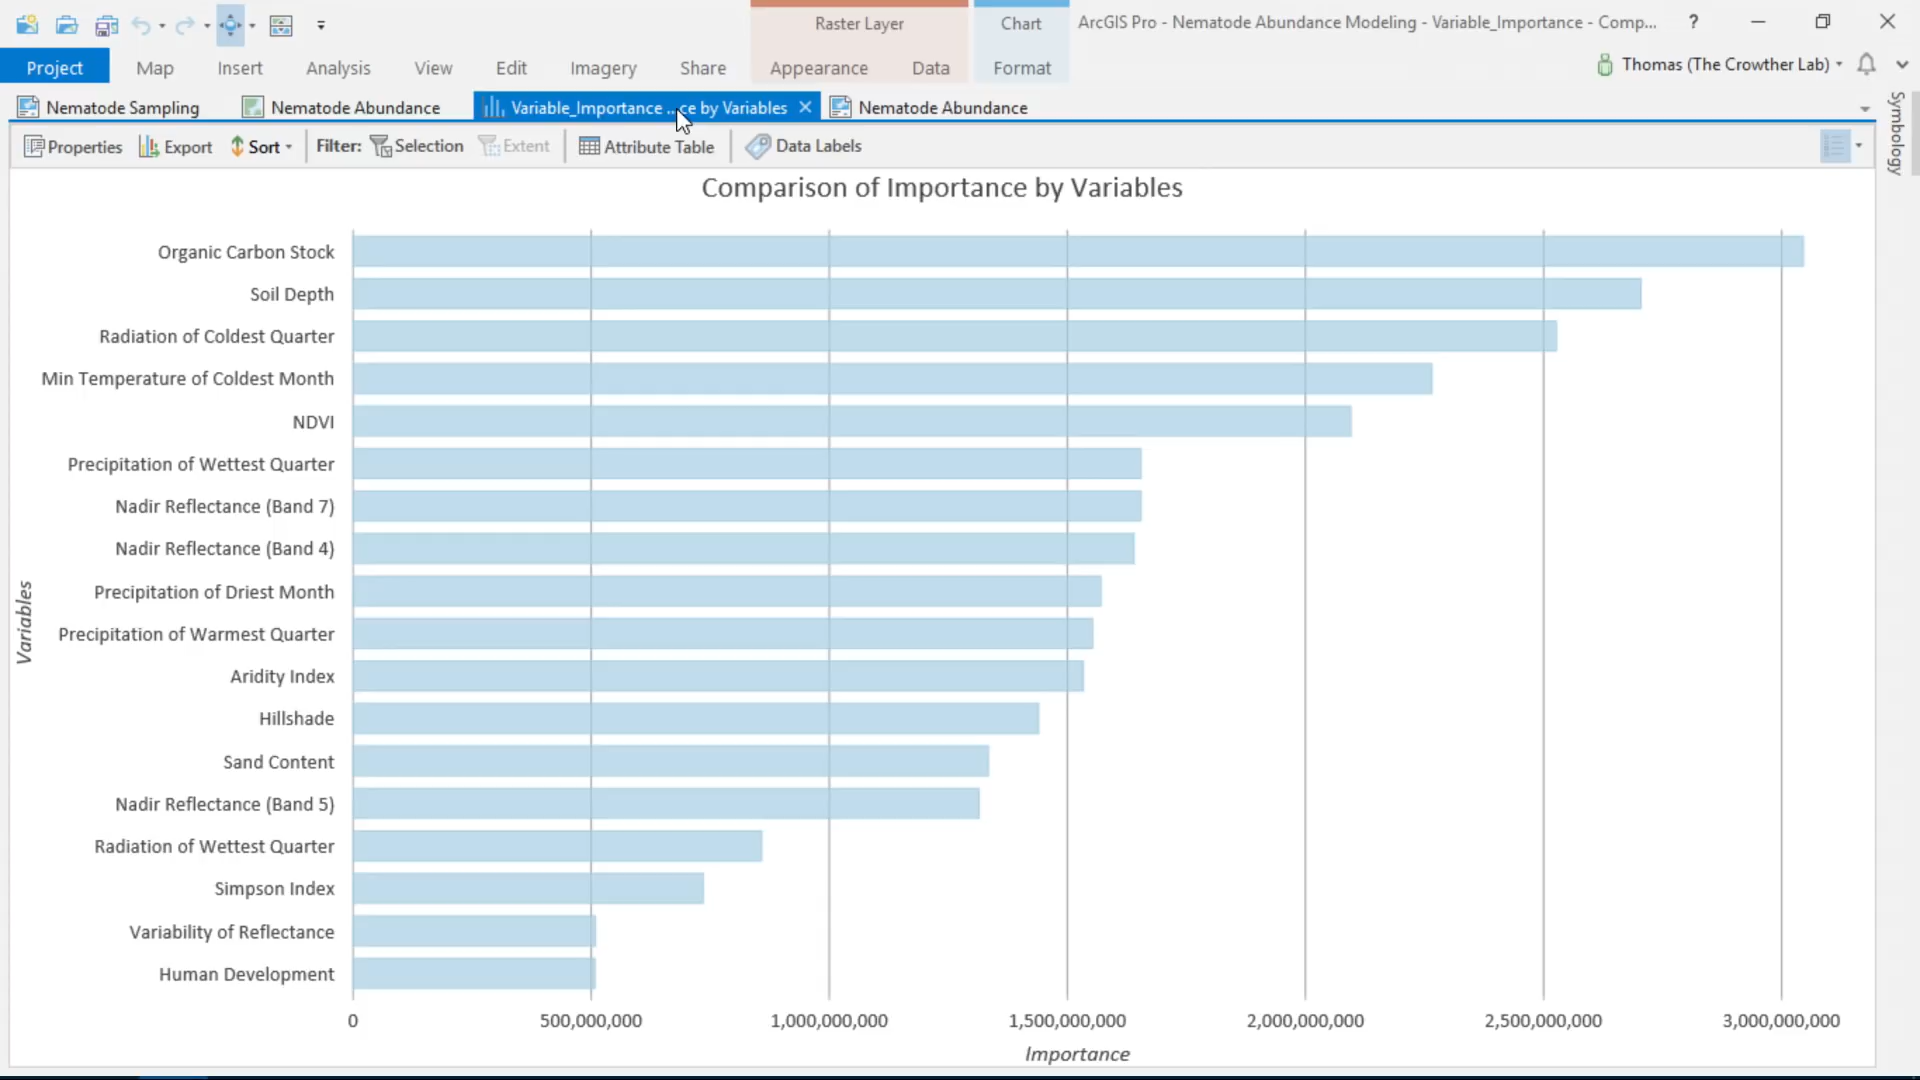 Raster Layer
Chart
ArcGIS Pro - Nematode Abundance Modeling - Variable_Importance - Comp...
?
Project
Map
Insert
Analysis
View
Edit
Imagery
Share
Appearance
Data
Format
Thomas (The Crowther Lab)
Nematode Sampling
Nematode Abundance
Variable_Importance ...ce by Variables
Nematode Abundance
Symbology
Properties
Export
Sort
Filter:
Selection
Extent
Attribute Table
Data Labels
Comparison of Importance by Variables
Variables
Organic Carbon Stock
Soil Depth
Radiation of Coldest Quarter
Min Temperature of Coldest Month
NDVI
Precipitation of Wettest Quarter
Nadir Reflectance (Band 7)
Nadir Reflectance (Band 4)
Precipitation of Driest Month
Precipitation of Warmest Quarter
Aridity Index
Hillshade
Sand Content
Nadir Reflectance (Band 5)
Radiation of Wettest Quarter
Simpson Index
Variability of Reflectance
Human Development
0
500,000,000
1,000,000,000
1,500,000,000
2,000,000,000
2,500,000,000
3,000,000,000
Importance